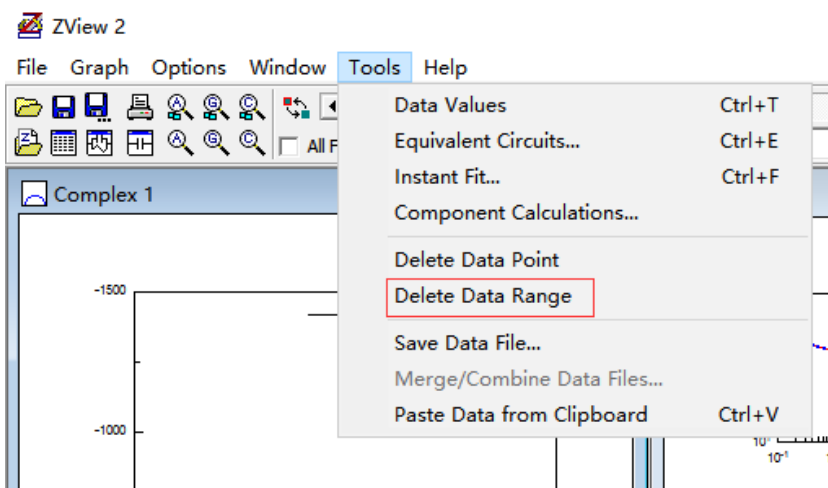 ZView 2
File Graph Options Window Tools Help
All F
Complex 1
Data Values Ctrl+T
Equivalent Circuits... Ctrl+E
Instant Fit... Ctrl+F
Component Calculations...
Delete Data Point
Delete Data Range
Save Data File...
Merge/Combine Data Files...
Paste Data from Clipboard Ctrl+V
-1500
-1000
10-1